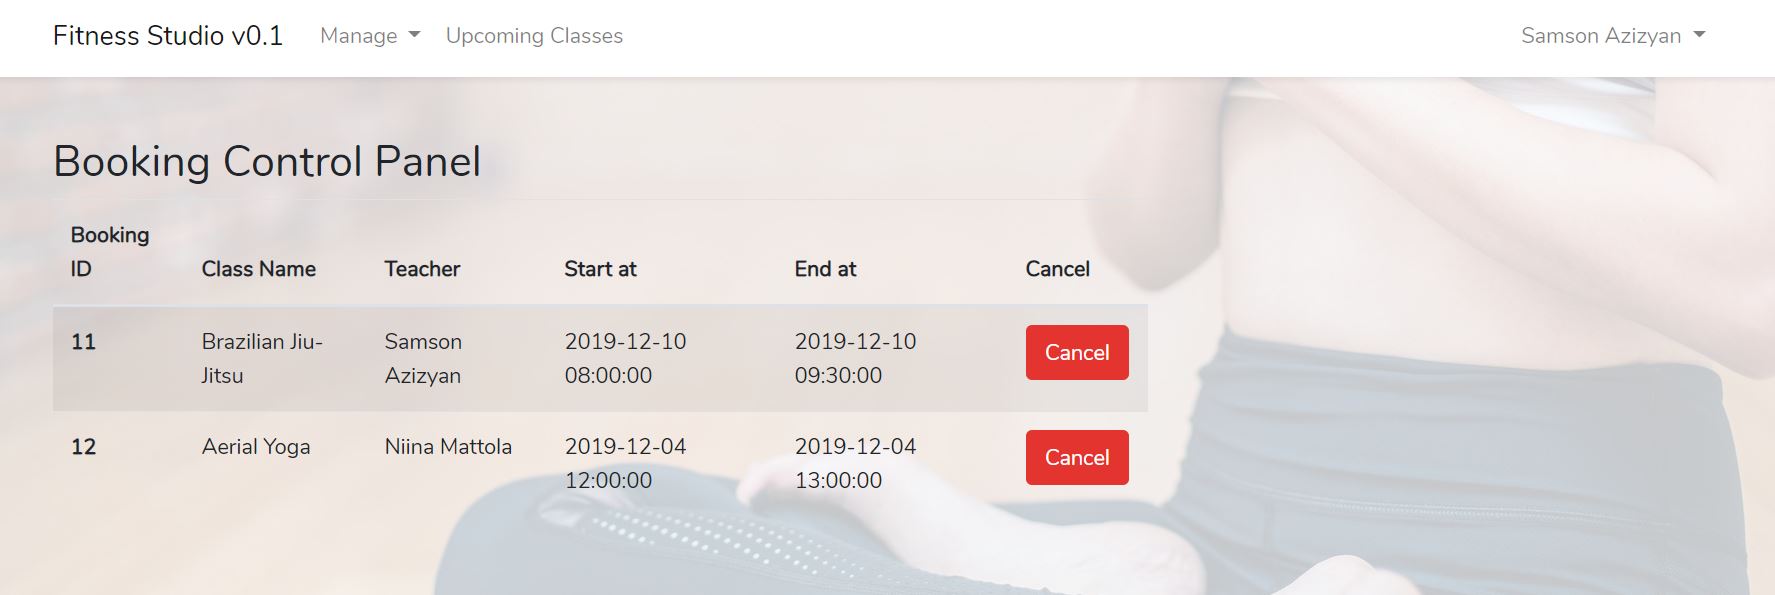 Fitness Studio v0.1 Manage Upcoming Classes Samson Azizyan
Booking Control Panel
Booking
ID Class Name Teacher Start at End at Cancel
11 Brazilian Jiu- Samson 2019-12-10 2019-12-10 Cancel
Jitsu Azizyan 08:00:00 09:30:00
12 Aerial Yoga Niina Mattola 2019-12-04 2019-12-04 Cancel
12:00:00 13:00:00